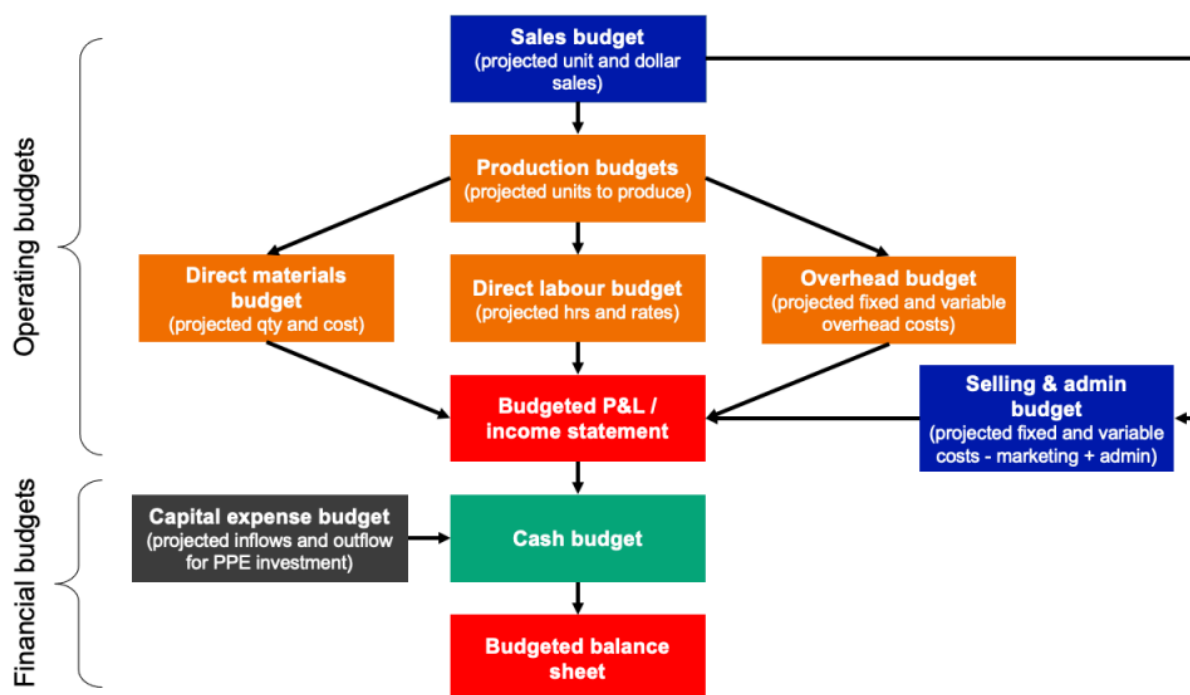 Operating budgets
Sales budget
(projected unit and dollar
sales)
Production budgets
(projected units to produce)
Direct materials
budget
(projected qty and cost)
Direct labour budget
(projected hrs and rates)
Overhead budget
(projected fixed and variable
overhead costs)
Budgeted P&L /
income statement
Selling & admin
budget
(projected fixed and variable
costs - marketing + admin)
Financial budgets
Capital expense budget
(projected inflows and outflow
for PPE investment)
Cash budget
Budgeted balance
sheet